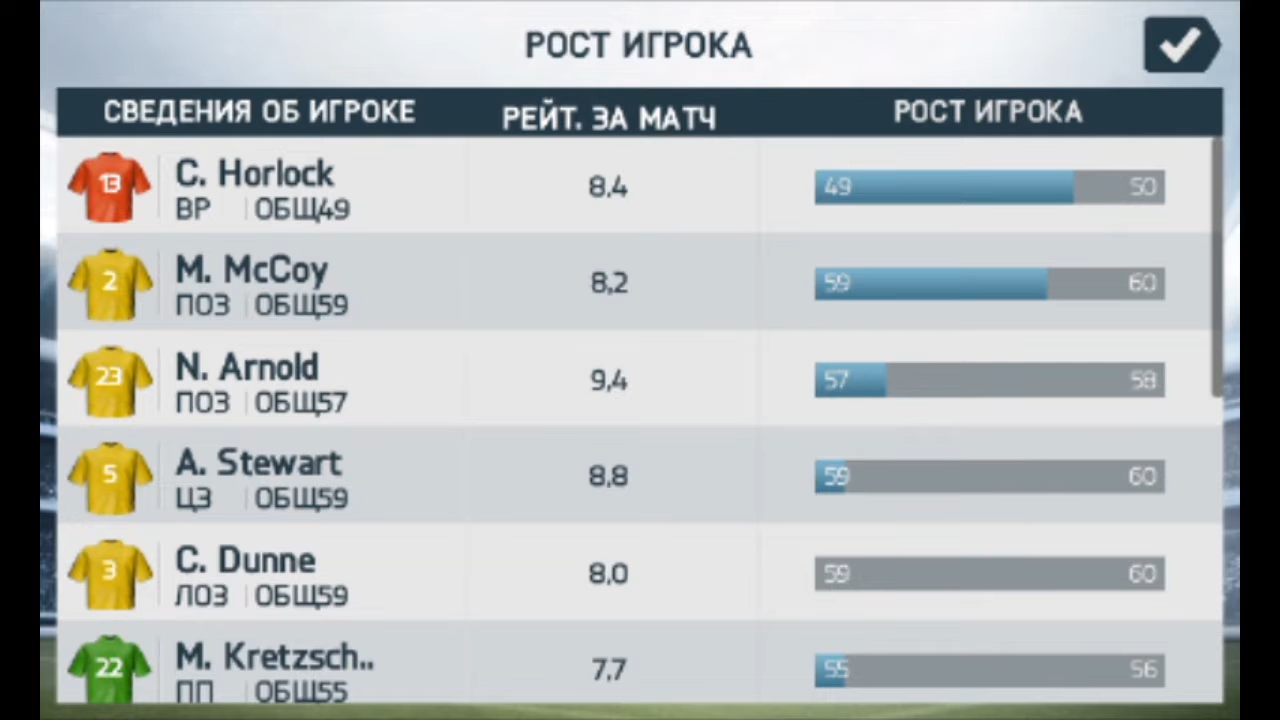 РОСТ ИГРОКА
СВЕДЕНИЯ ОБ ИГРОКЕ РЕЙТ. ЗА МАТЧ РОСТ ИГРОКА
13 C. Horlock 8,4 49 50
ВР ОБЩ49
2 M. McCoy 8,2 59 60
ПОЗ ОБЩ59
23 N. Arnold 9,4 57 58
ПОЗ ОБЩ57
5 A. Stewart 8,8 59 60
ЦЗ ОБЩ59
3 C. Dunne 8,0 59 60
ЛОЗ ОБЩ59
22 M. Kretzsch.. 7,7 55 56
ПП ОБЩ55